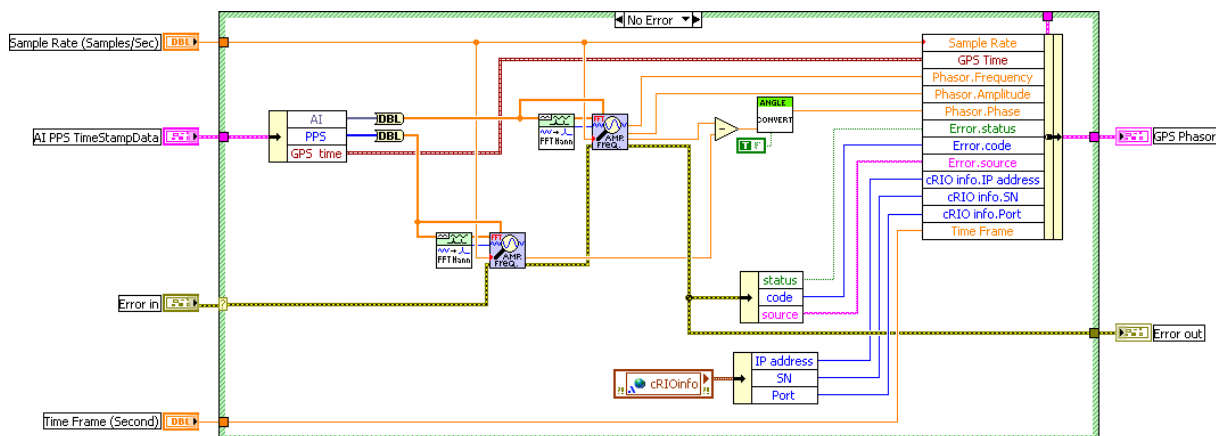 No Error
Sample Rate (Samples/Sec)
DBL
Sample Rate
GPS Time
Phasor.Frequency
Phasor.Amplitude
Phasor.Phase
Error.status
Error.code
Error.source
cRIO info.IP address
cRIO info.SN
cRIO info.Port
Time Frame
AI PPS TimeStampData
AI
PPS
GPS time
DBL
DBL
FFT Hann
FFT
AMP.
Freq.
ANGLE
CONVERT
T
GPS Phasor
FFT Hann
FFT
AMP.
Freq.
Error in
?
status
code
source
Error out
?!
cRIOinfo
?!
IP address
SN
Port
Time Frame (Second)
DBL